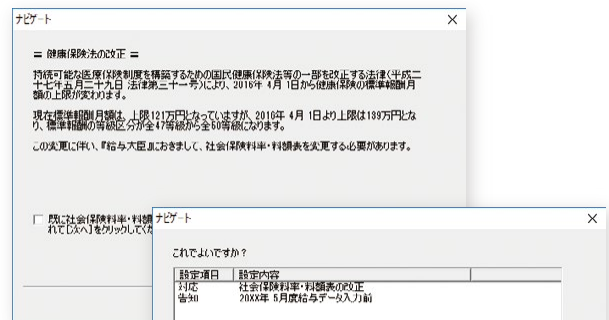 ナビゲート
＝ 健康保険法の改正 ＝
持続可能な医療保険制度を構築するための国民健康保険法等の一部を改正する法律(平成二
十七年五月二十九日 法律第三十一号)により、2016年 4月 1日から健康保険の標準報酬月
額の上限が変わります。
現在標準報酬月額は、上限121万円となっていますが、2016年 4月 1日より上限は139万円とな
り、標準報酬の等級区分が全47等級から全50等級になります。
この変更に伴い、『給与大臣』におきまして、社会保険料率・料額表を変更する必要があります。
既に社会保険料率・料額
れて[次へ]をクリックしてくだ
ナビゲート
これでよいですか？
設定項目 設定内容
対応 社会保険料率・料額表の改正
告知 20XX年 5月度給与データ入力前